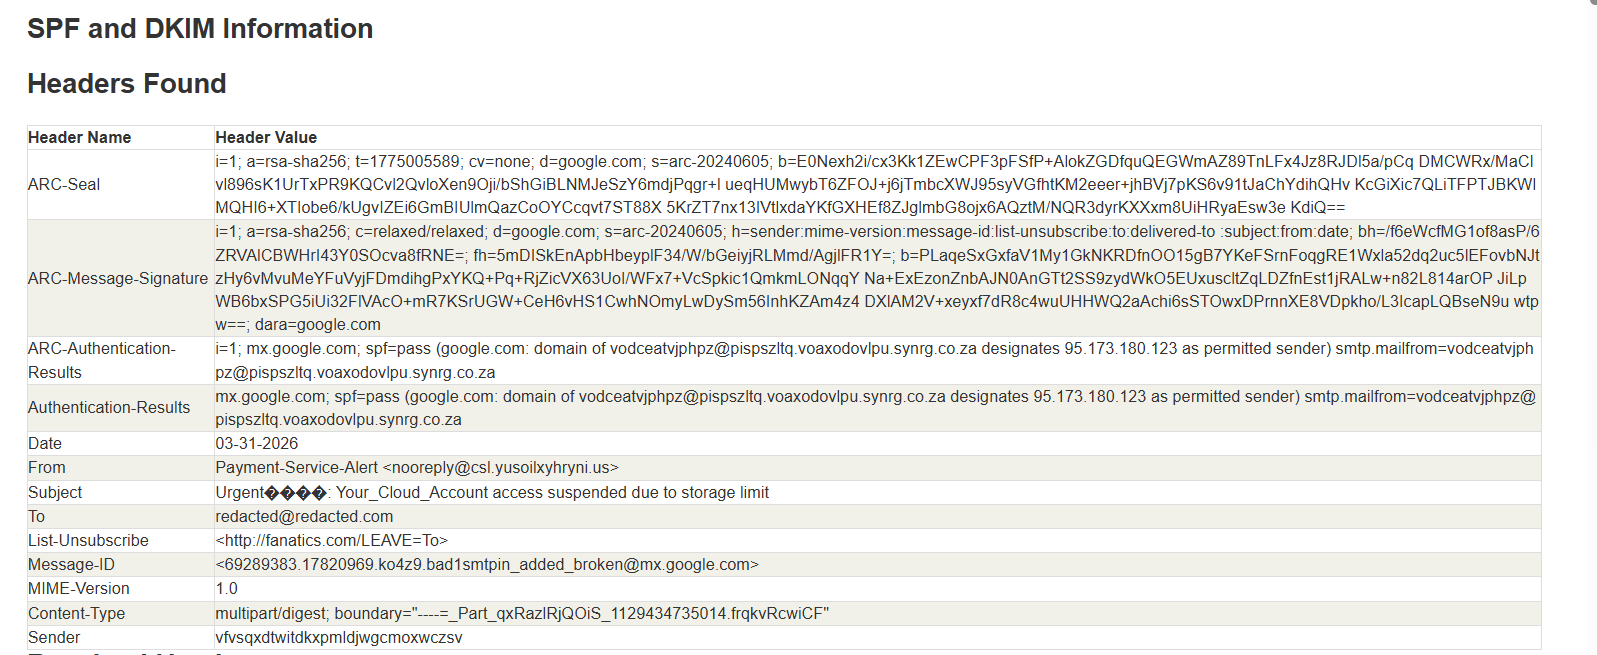 SPF and DKIM Information
Headers Found
Header Name Header Value
ARC-Seal
i=1; a=rsa-sha256; t=1775005589; cv=none; d=google.com; s=arc-20240605; b=E0Nexh2i/cx3Kk1ZEwCPF3pFSfP+AlokZGDfquQEGWmAZ89TnLFx4Jz8RJDl5a/pCq DMCWRx/MaCl
vl896sK1UrTxPR9KQCvl2QvloXen9Oji/bShGiBLNMJeSzY6mdjPqgr+l ueqHUMwybT6ZFOJ+j6jTmbcXWJ95syVGfhtKM2eeer+jhBVj7pKS6v91tJaChYdihQHv KcGiXic7QLiTFPTJBKWl
MQHI6+XTlobe6/kUgvlZEi6GmBIUlmQazCoOYCcqvt7ST88X 5KrZT7nx13lVtlxdaYKfGXHEf8ZJglmbG8ojx6AQztM/NQR3dyrKXXxm8UiHRyaEsw3e KdiQ==
ARC-Message-Signature
i=1; a=rsa-sha256; c=relaxed/relaxed; d=google.com; s=arc-20240605; h=sender:mime-version:message-id:list-unsubscribe:to:delivered-to :subject:from:date; bh=/f6eWcfMG1of8asP/6
ZRVAlCBWHrI43Y0SOcva8fRNE=; fh=5mDISkEnApbHbeyplF34/W/bGeiyjRLMmd/AgjlFR1Y=; b=PLaqeSxGxfaV1My1GkNKRDfnOO15gB7YKeFSrnFoqgRE1Wxla52dq2uc5lEFovbNJt
zHy6vMvuMeYFuVyjFDmdihgPxYKQ+Pq+RjZicVX63Uol/WFx7+VcSpkic1QmkmLONqqY Na+ExEzonZnbAJN0AnGTt2SS9zydWkO5EUxuscltZqLDZfnEst1jRALw+n82L814arOP JiLp
WB6bxSPG5iUi32FlVAcO+mR7KSrUGW+CeH6vHS1CwhNOmyLwDySm56InhKZAm4z4 DXlAM2V+xeyxf7dR8c4wuUHHWQ2aAchi6sSTOwxDPrnnXE8VDpkho/L3IcapLQBseN9u wtp
w==; dara=google.com
ARC-Authentication-Results
i=1; mx.google.com; spf=pass (google.com: domain of vodceatvjphpz@pispszltq.voaxodovlpu.synrg.co.za designates 95.173.180.123 as permitted sender) smtp.mailfrom=vodceatvjph
pz@pispszltq.voaxodovlpu.synrg.co.za
Authentication-Results
mx.google.com; spf=pass (google.com: domain of vodceatvjphpz@pispszltq.voaxodovlpu.synrg.co.za designates 95.173.180.123 as permitted sender) smtp.mailfrom=vodceatvjphpz@
pispszltq.voaxodovlpu.synrg.co.za
Date 03-31-2026
From Payment-Service-Alert <nooreply@csl.yusoilxyhryni.us>
Subject Urgent����: Your_Cloud_Account access suspended due to storage limit
To redacted@redacted.com
List-Unsubscribe <http://fanatics.com/LEAVE=To>
Message-ID <69289383.17820969.ko4z9.bad1smtpin_added_broken@mx.google.com>
MIME-Version 1.0
Content-Type multipart/digest; boundary="----=_Part_qxRazlRjQOiS_1129434735014.frqkvRcwiCF"
Sender vfvsqxdtwitdkxpmldjwgcmoxwczsv